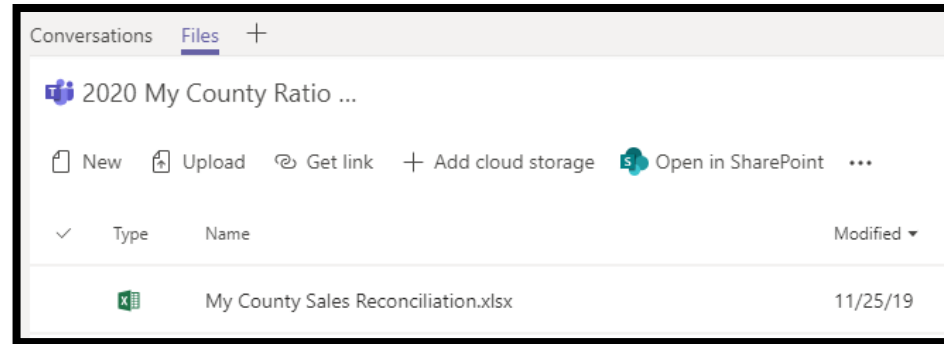 Conversations Files +
2020 My County Ratio ...
New Upload Get link + Add cloud storage Open in SharePoint ...
Type Name Modified
My County Sales Reconciliation.xlsx 11/25/19